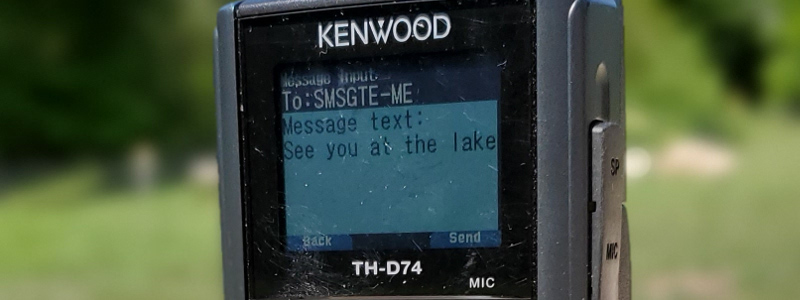 KENWOOD
Message Input
To:SMSGTE-ME
Message text:
See you at the lake
Back Send
TH-D74
MIC
SP
MIC